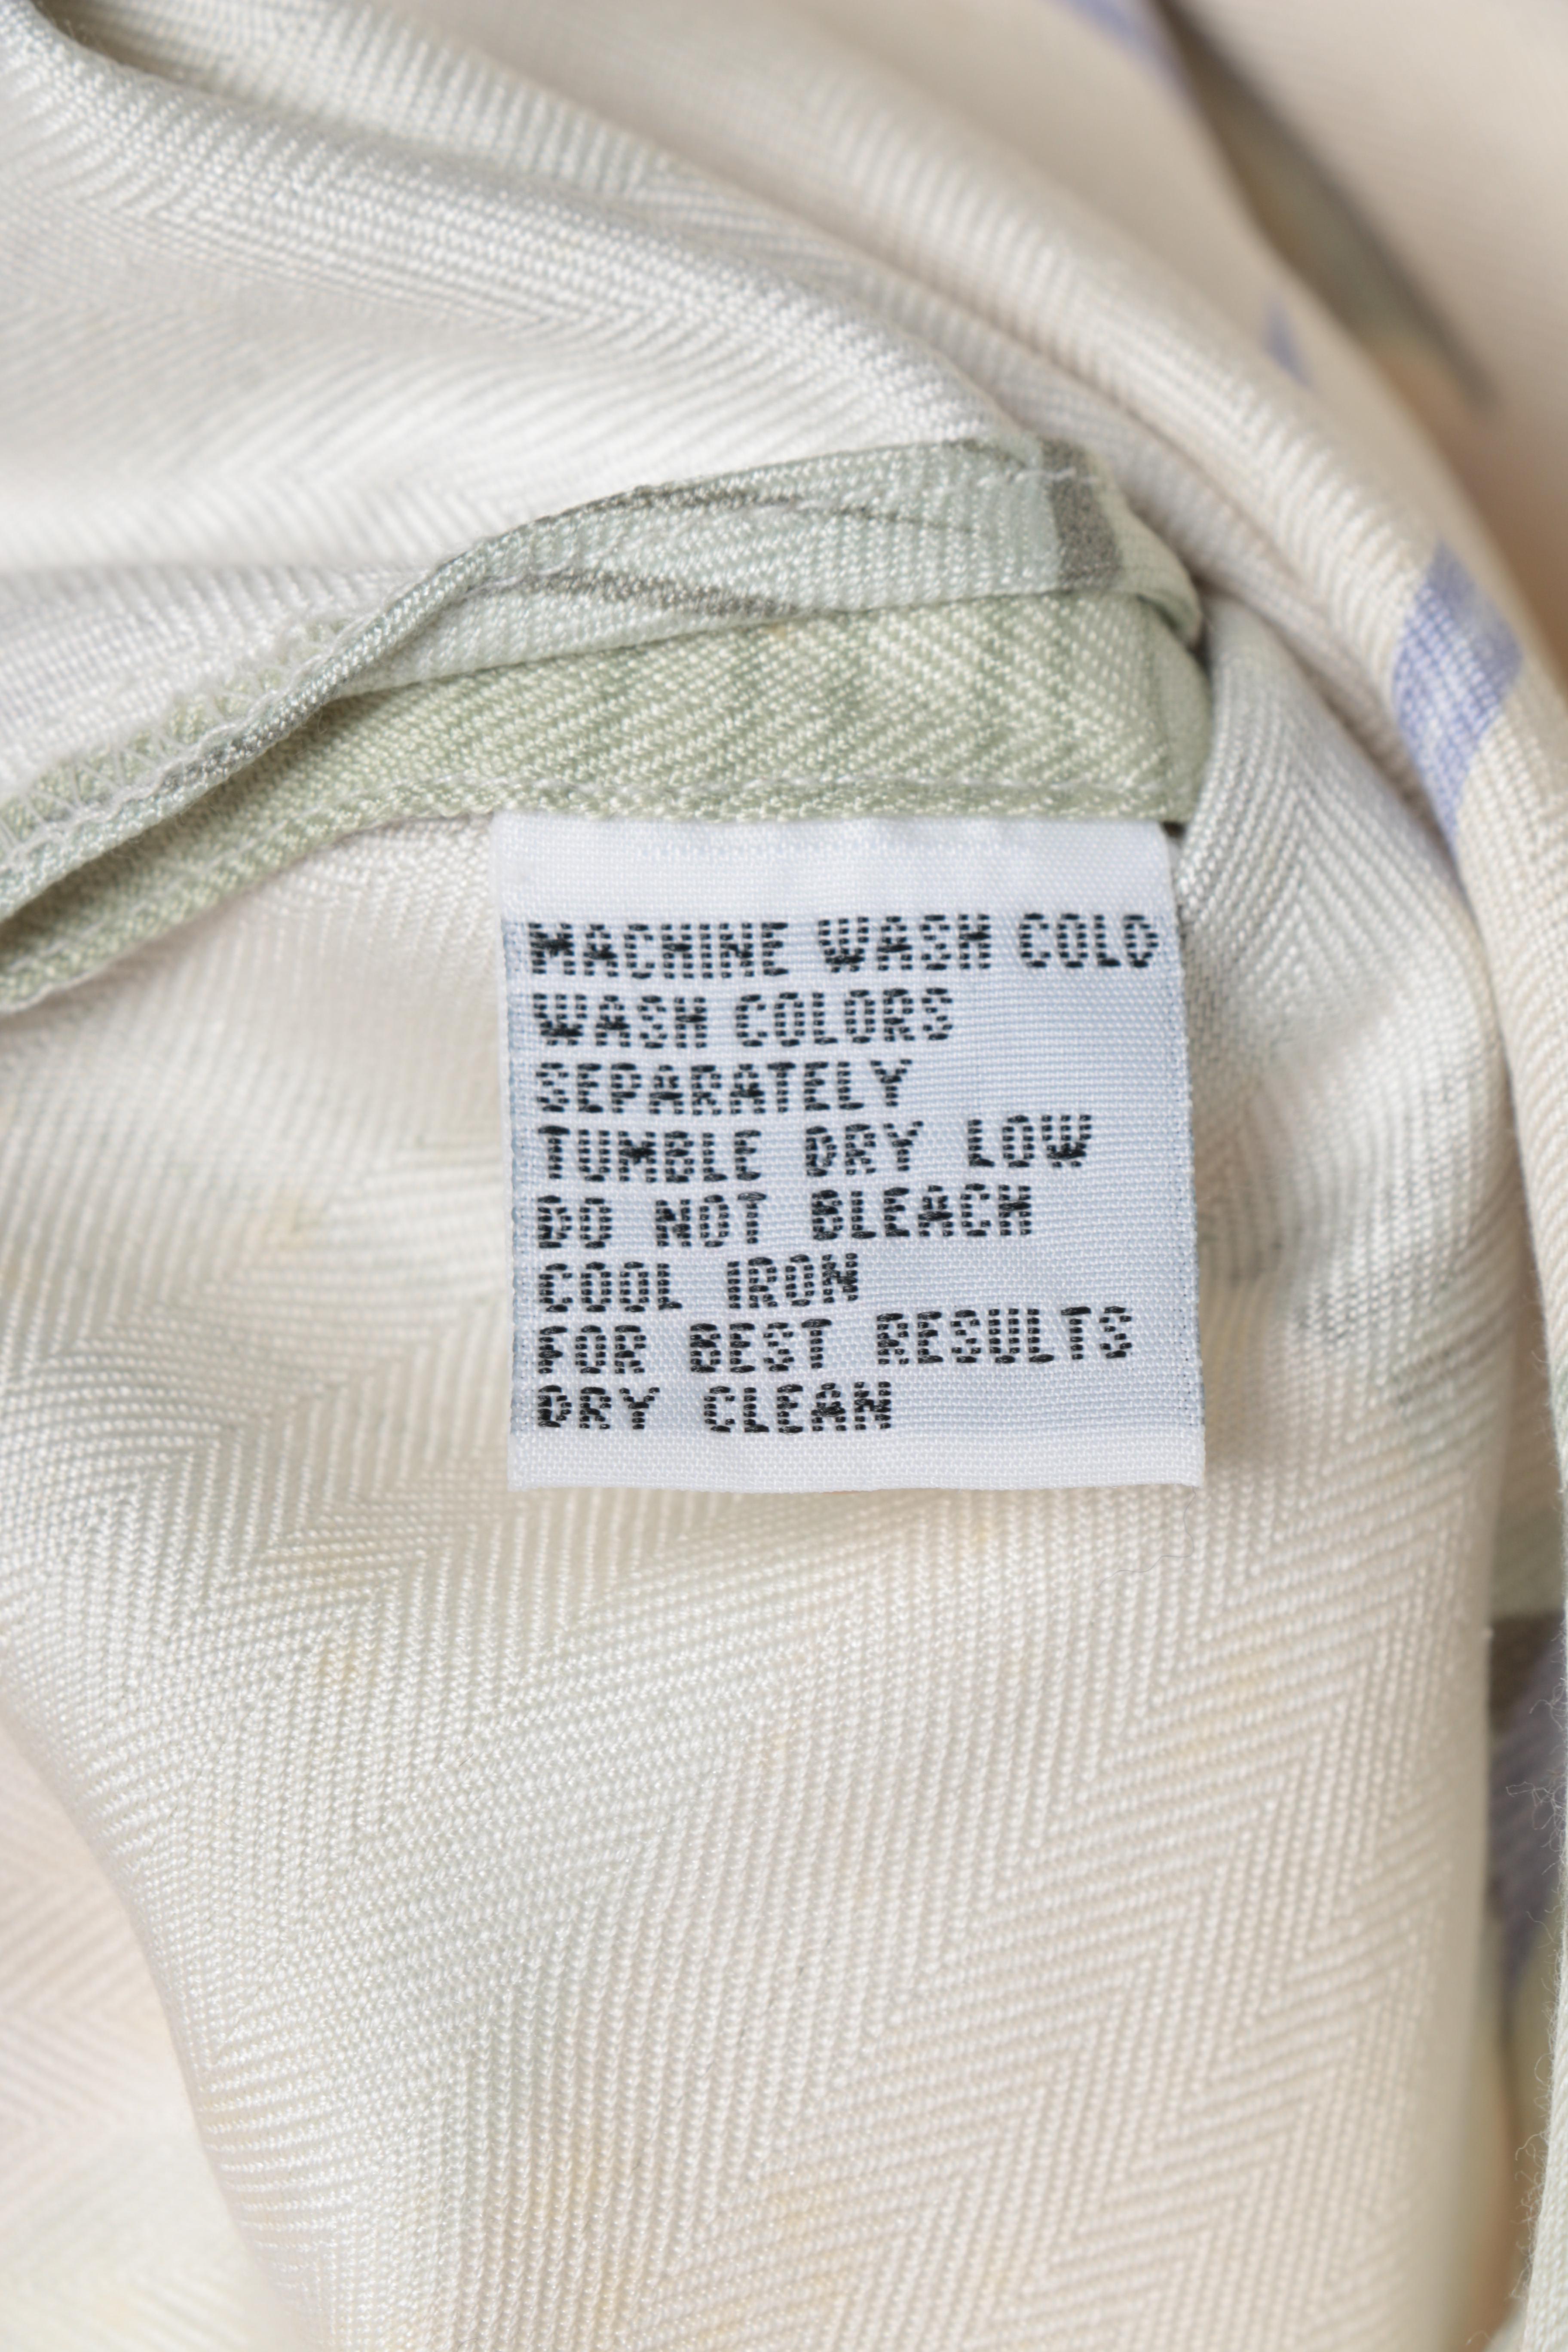 MACHINE WASH COLD
WASH COLORS
SEPARATELY
TUMBLE DRY LOW
DO NOT BLEACH
COOL IRON
FOR BEST RESULTS
DRY CLEAN